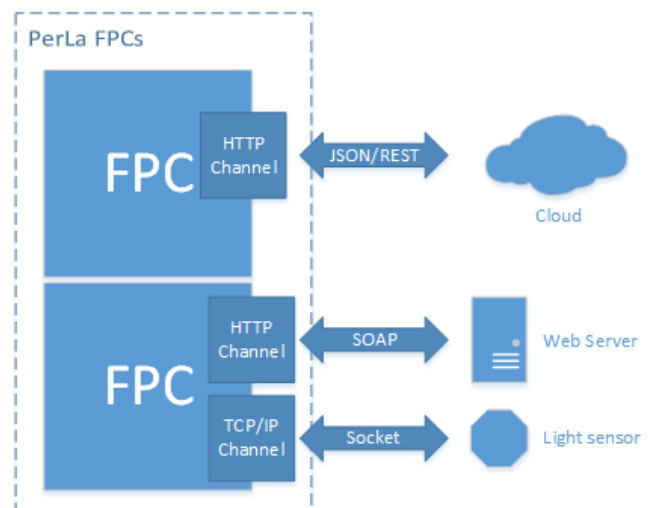 PerLa FPCs
FPC
HTTP
Channel
JSON/REST
Cloud
FPC
HTTP
Channel
SOAP
Web Server
TCP/IP
Channel
Socket
Light sensor